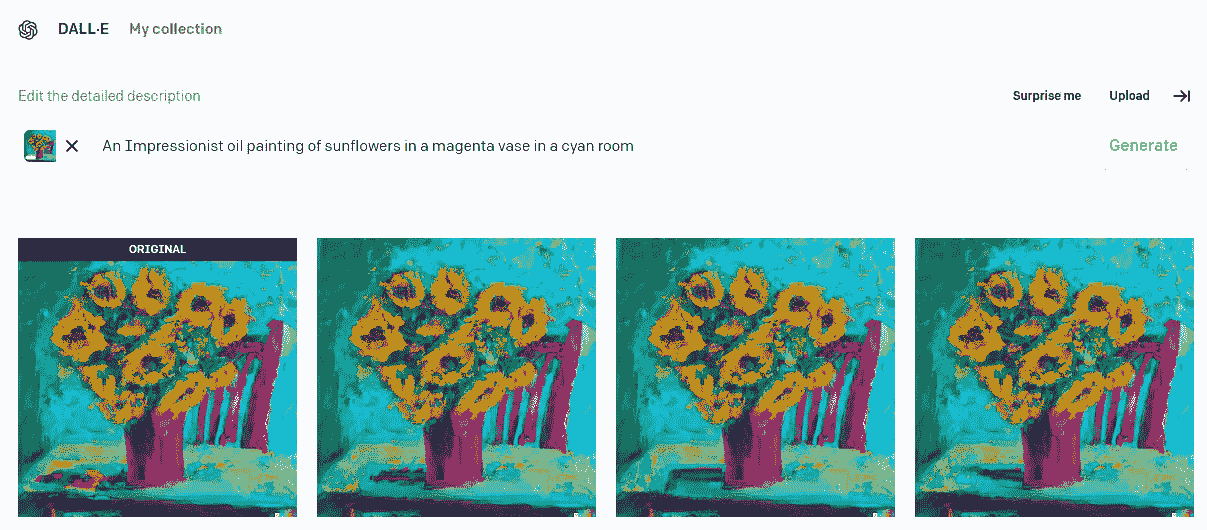 DALL·E My collection
Edit the detailed description Surprise me Upload
An Impressionist oil painting of sunflowers in a magenta vase in a cyan room Generate
ORIGINAL